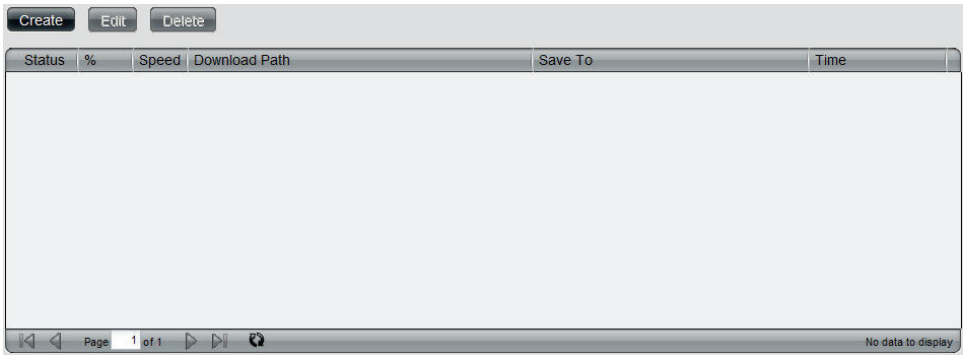 Create Edit Delete
Status % Speed Download Path Save To Time
Page 1 of 1 No data to display